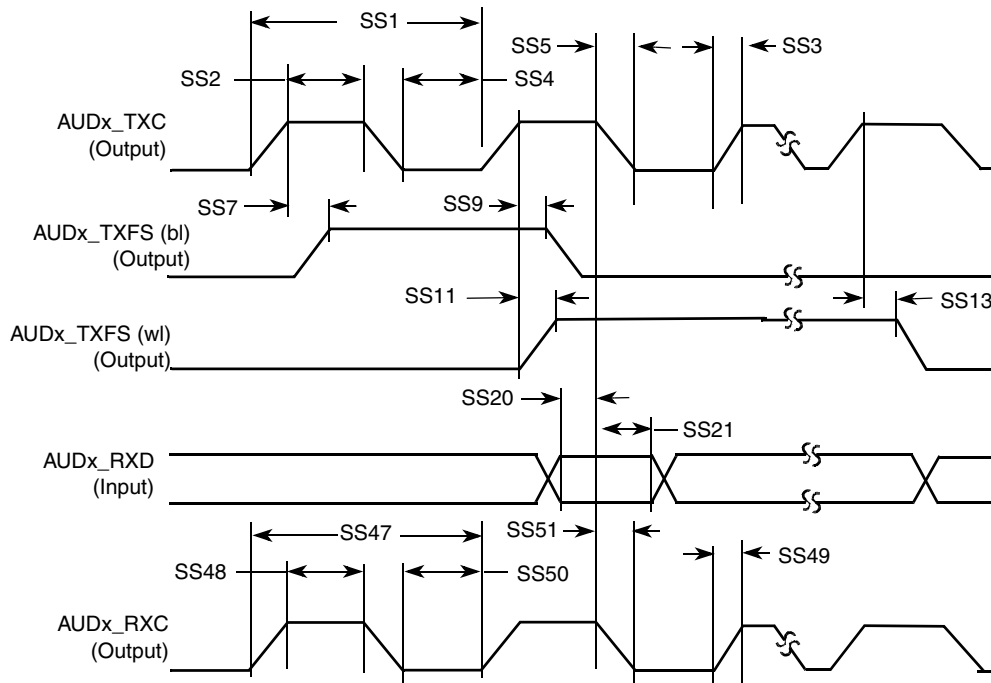 SS1
SS5
SS3
SS2
SS4
AUDx_TXC
(Output)
SS7
SS9
AUDx_TXFS (bl)
(Output)
SS11
SS13
AUDx_TXFS (wl)
(Output)
SS20
SS21
AUDx_RXD
(Input)
SS47
SS51
SS49
SS48
SS50
AUDx_RXC
(Output)